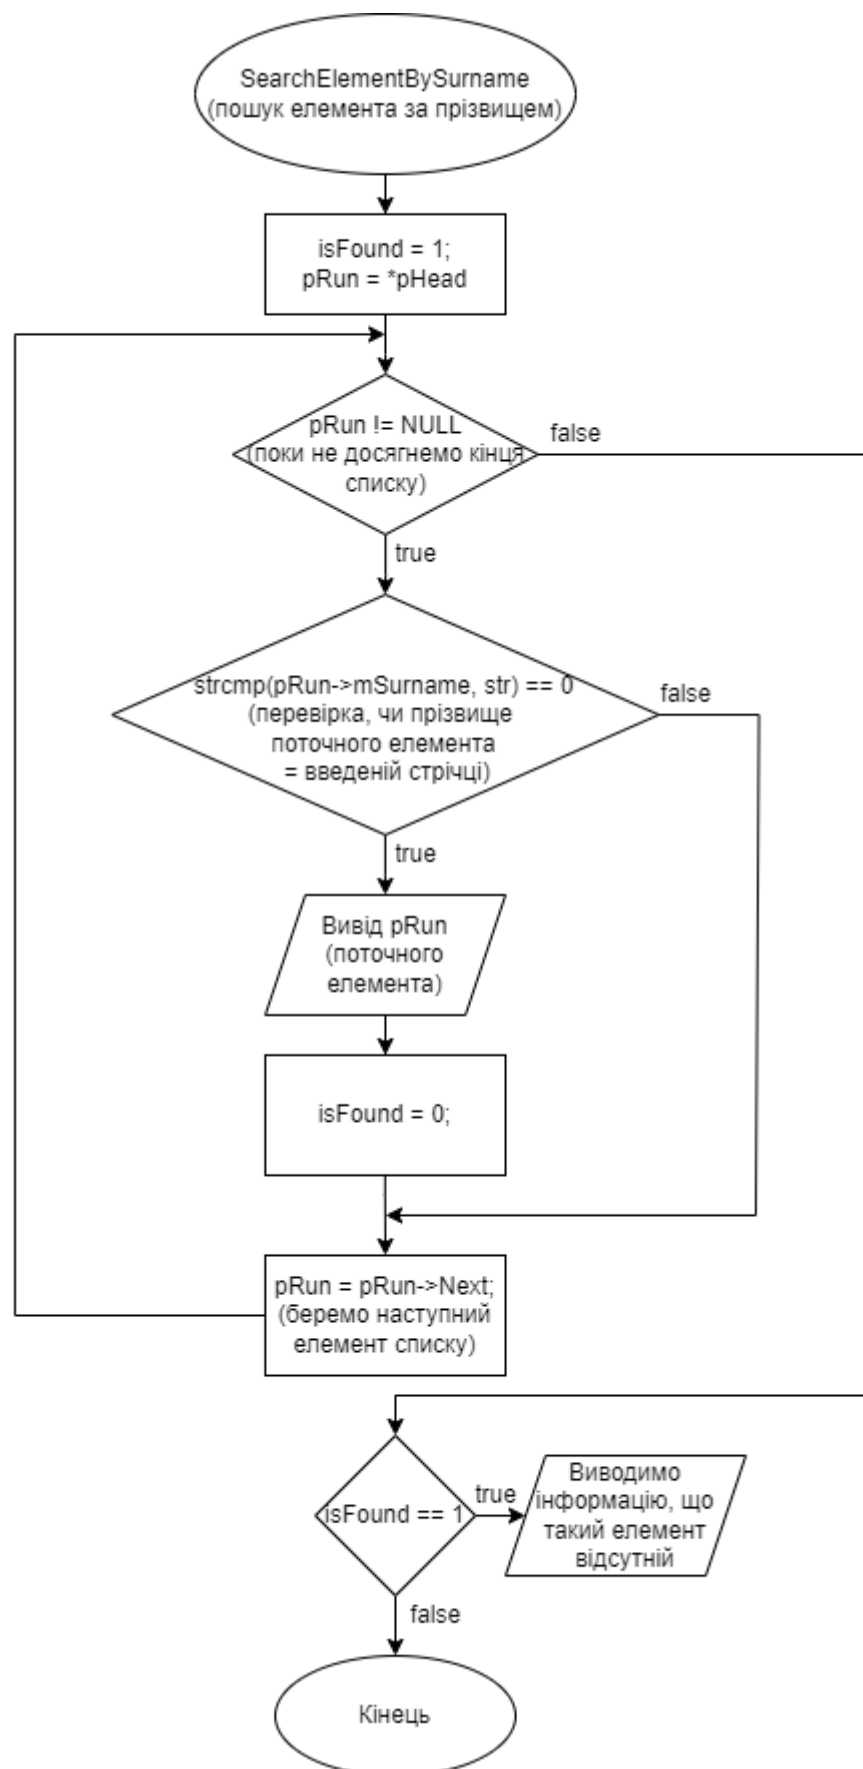 SearchElementBySurname
(пошук елемента за прізвищем)
isFound = 1;
pRun = *pHead
pRun != NULL
(поки не досягнемо кінця
списку)
false
true
strcmp(pRun->mSurname, str) == 0
(перевірка, чи прізвище
поточного елемента
= введеній стрічці)
false
true
Вивід pRun
(поточного
елемента)
isFound = 0;
pRun = pRun->Next;
(беремо наступний
елемент списку)
isFound == 1
true
Виводимо
інформацію, що
такий елемент
відсутній
false
Кінець